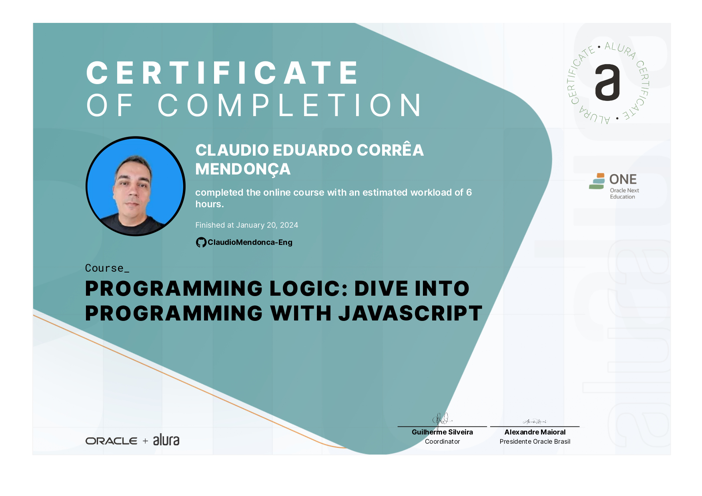 CERTIFICATE
OF COMPLETION
CLAUDIO EDUARDO CORRÊA
MENDONÇA
completed the online course with an estimated workload of 6
hours.
Finished at January 20, 2024
ClaudioMendonca-Eng
Course_
PROGRAMMING LOGIC: DIVE INTO
PROGRAMMING WITH JAVASCRIPT
ALURA CERTIFICATE • ALURA CERTIFICATE •
a
ONE
Oracle Next
Education
alura
Guilherme Silveira
Coordinator
Alexandre Maioral
Presidente Oracle Brasil
ORACLE + alura